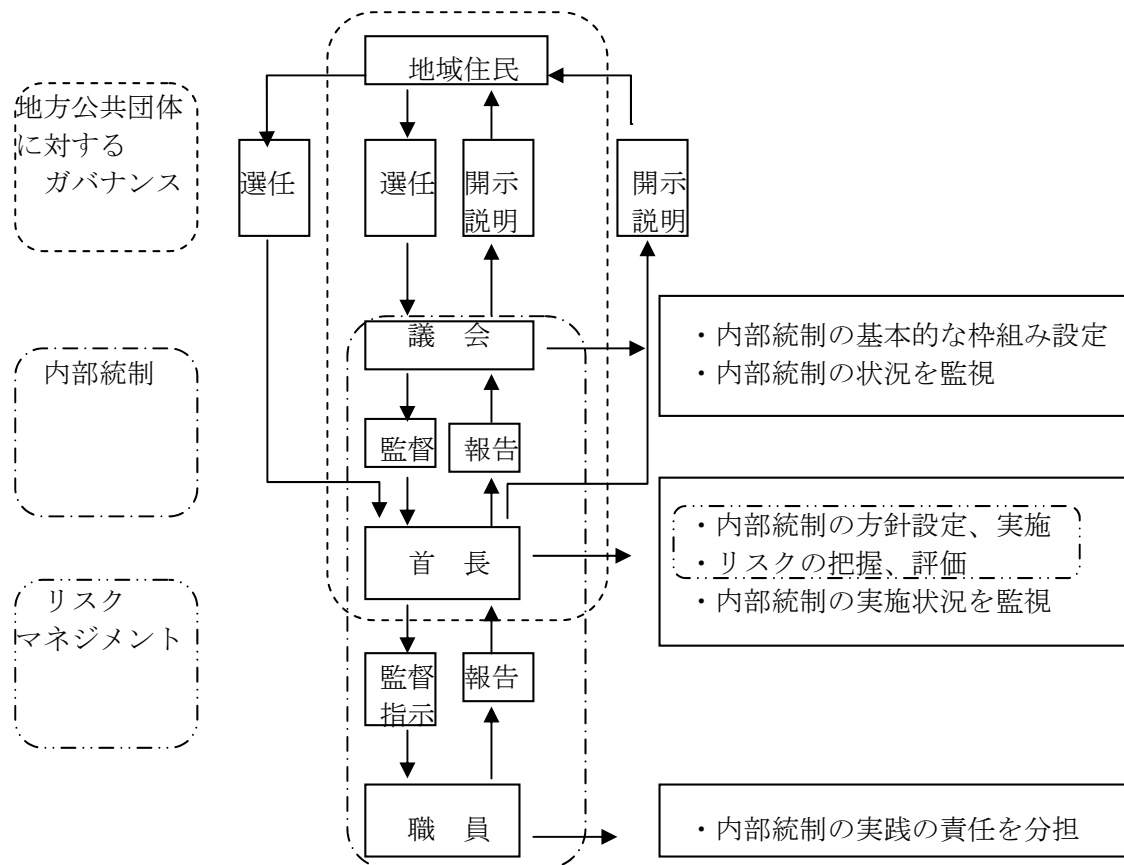 地域住民
地方公共団体
に対する
ガバナンス
選任
選任
開示
説明
開示
説明
議　会
・内部統制の基本的な枠組み設定
・内部統制の状況を監視
内部統制
監督
報告
首　長
・内部統制の方針設定、実施
・リスクの把握、評価
・内部統制の実施状況を監視
リスク
マネジメント
監督
指示
報告
職　員
・内部統制の実践の責任を分担